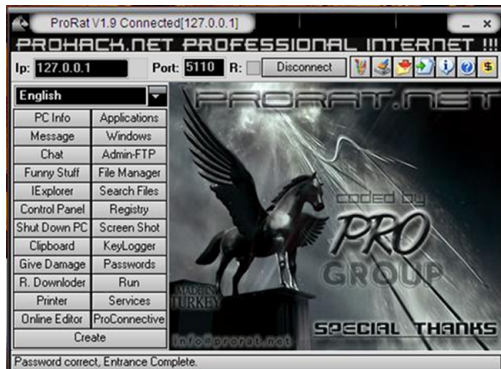 ProRat V1.9 Connected[127.0.0.1]
PROHACK.NET PROFESSIONAL INTERNET !!!
Ip: 127.0.0.1 Port: 5110 R: Disconnect
English
PRORAT.NET
PC Info Applications
Message Windows
Chat Admin-FTP
Funny Stuff File Manager
IExplorer Search Files
Control Panel Registry
Shut Down PC Screen Shot
Clipboard KeyLogger
Give Damage Passwords
R. Downloder Run
Printer Services
Online Editor ProConnective
Create
coded by
PRO
GROUP
MADE IN
TURKEY
SPECIAL THANKS
info@prorat.net
Password correct, Entrance Complete.